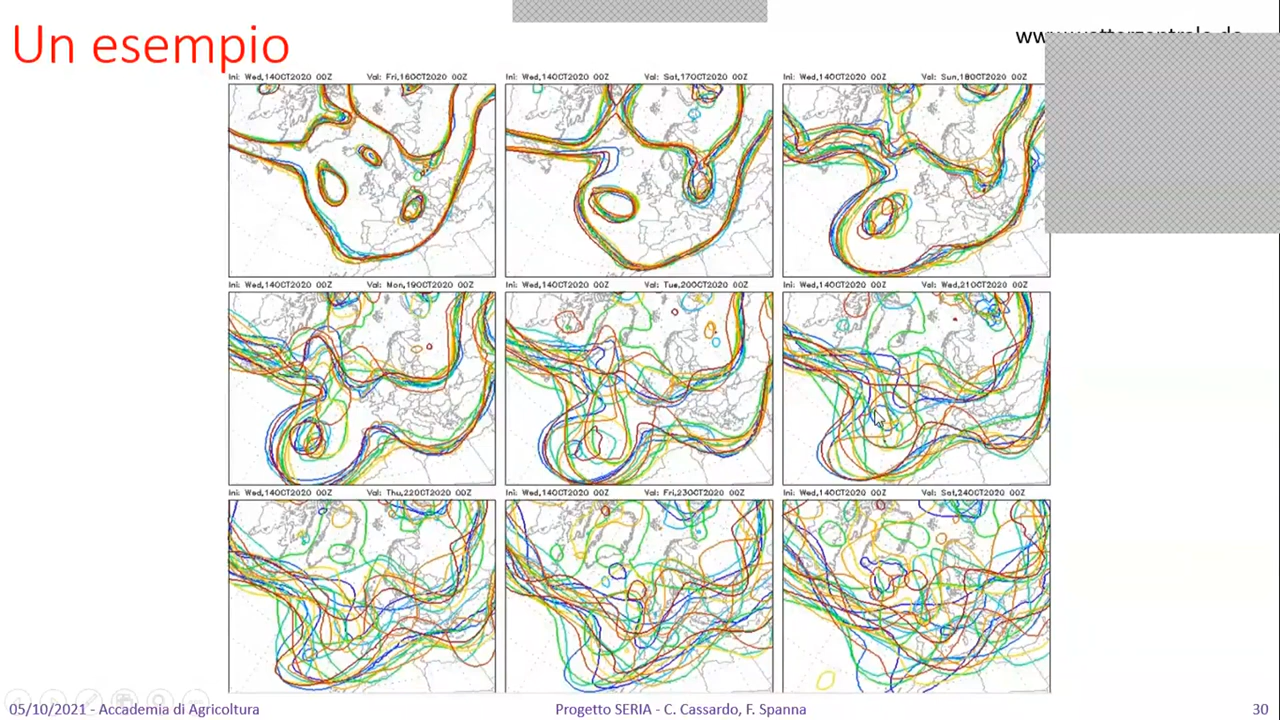 Un esempio
Ini: Wed,14OCT2020 00Z Val: Fri,16OCT2020 00Z
Ini: Wed,14OCT2020 00Z Val: Sat,17OCT2020 00Z
Ini: Wed,14OCT2020 00Z Val: Sun,18OCT2020 00Z
Ini: Wed,14OCT2020 00Z Val: Mon,19OCT2020 00Z
Ini: Wed,14OCT2020 00Z Val: Tue,20OCT2020 00Z
Ini: Wed,14OCT2020 00Z Val: Wed,21OCT2020 00Z
Ini: Wed,14OCT2020 00Z Val: Thu,22OCT2020 00Z
Ini: Wed,14OCT2020 00Z Val: Fri,23OCT2020 00Z
Ini: Wed,14OCT2020 00Z Val: Sat,24OCT2020 00Z
05/10/2021 - Accademia di Agricoltura
Progetto SERIA - C. Cassardo, F. Spanna
30